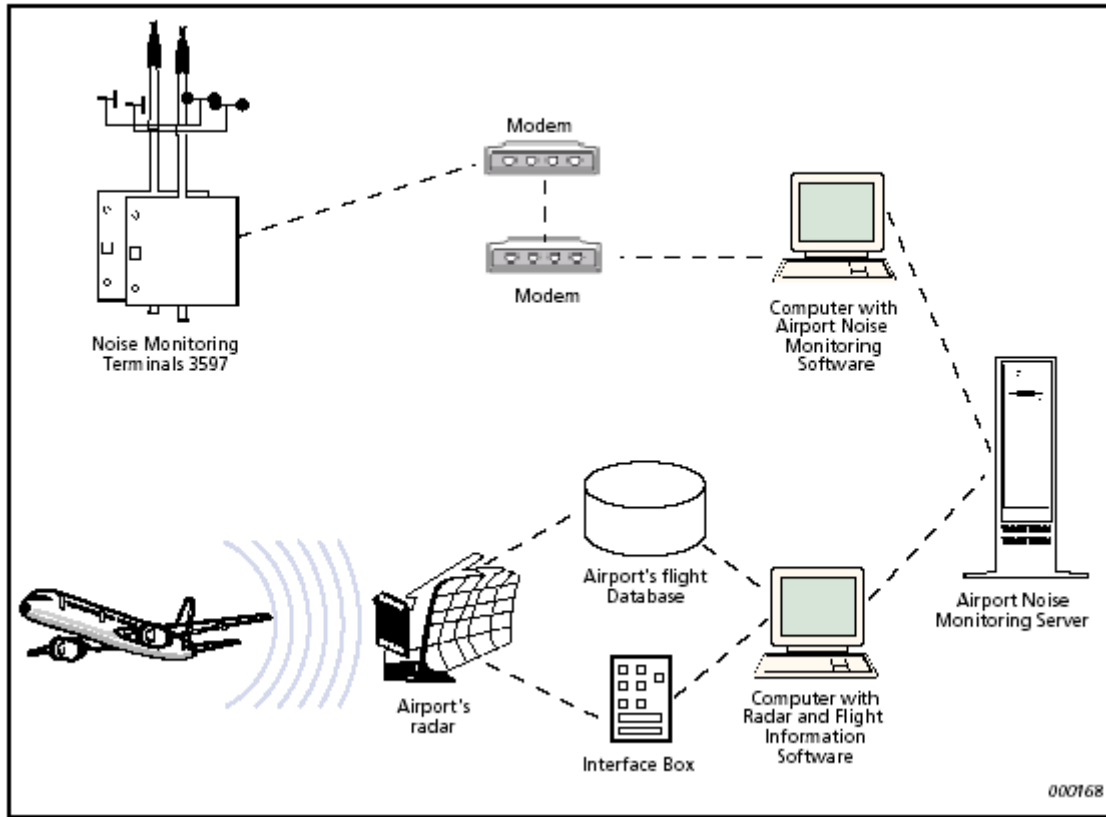 Modem
Modem
Noise Monitoring
Terminals 3597
Computer with
Airport Noise
Monitoring
Software
Airport's flight
Database
Airport Noise
Monitoring Server
Airport's
radar
Interface Box
Computer with
Radar and Flight
Information
Software
000168